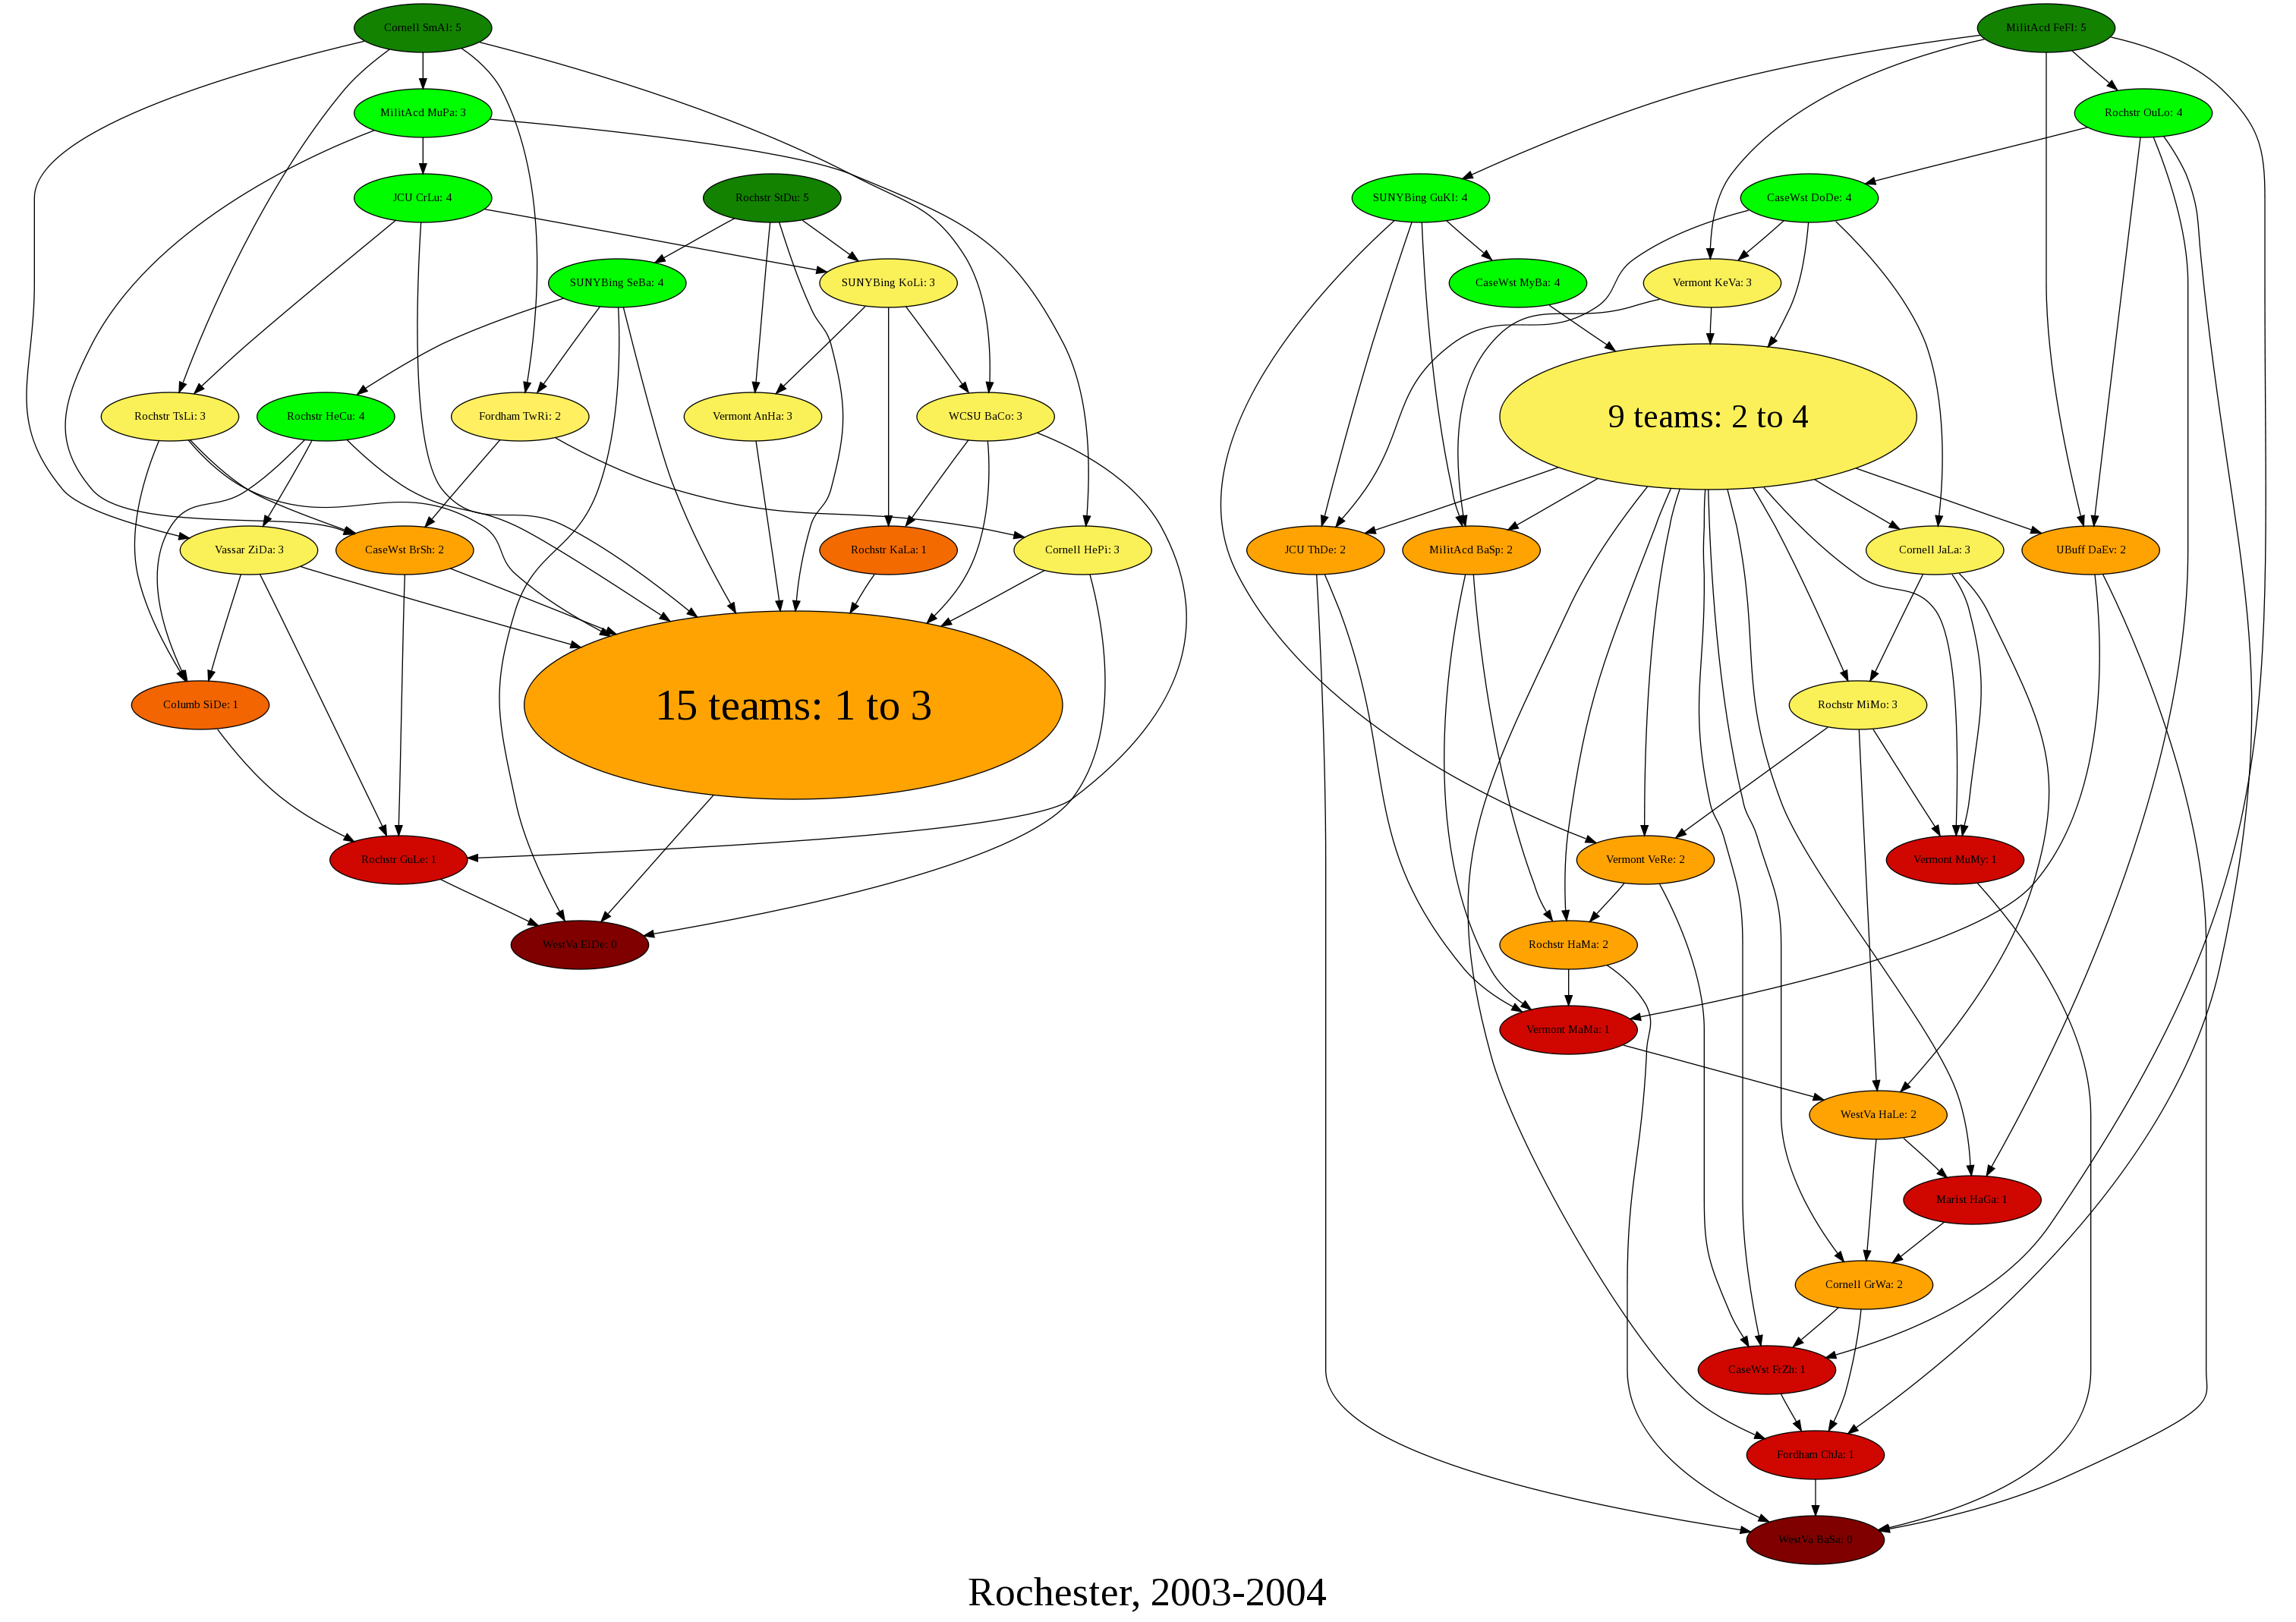 Cornell SmAl: 5
MilitAcd FeFl: 5
MilitAcd MuPa: 3
Rochstr OuLo: 4
JCU CrLu: 4
Rochstr StDu: 5
SUNYBing GuKl: 4
CaseWst DoDe: 4
SUNYBing SeBa: 4
SUNYBing KoLi: 3
CaseWst MyBa: 4
Vermont KeVa: 3
Rochstr TsLi: 3
Rochstr HeCu: 4
Fordham TwRi: 2
Vermont AnHa: 3
WCSU BaCo: 3
9 teams: 2 to 4
Vassar ZiDa: 3
CaseWst BrSh: 2
Rochstr KaLa: 1
Cornell HePi: 3
JCU ThDe: 2
MilitAcd BaSp: 2
Cornell JaLa: 3
UBuff DaEv: 2
Columb SiDe: 1
15 teams: 1 to 3
Rochstr MiMo: 3
Rochstr GuLe: 1
Vermont VeRe: 2
Vermont MuMy: 1
WestVa EiDe: 0
Rochstr HaMa: 2
Vermont MaMa: 1
WestVa HaLe: 2
Marist HaGa: 1
Cornell GrWa: 2
CaseWst FrZh: 1
Fordham ChJa: 1
WestVa BaSa: 0
Rochester, 2003-2004